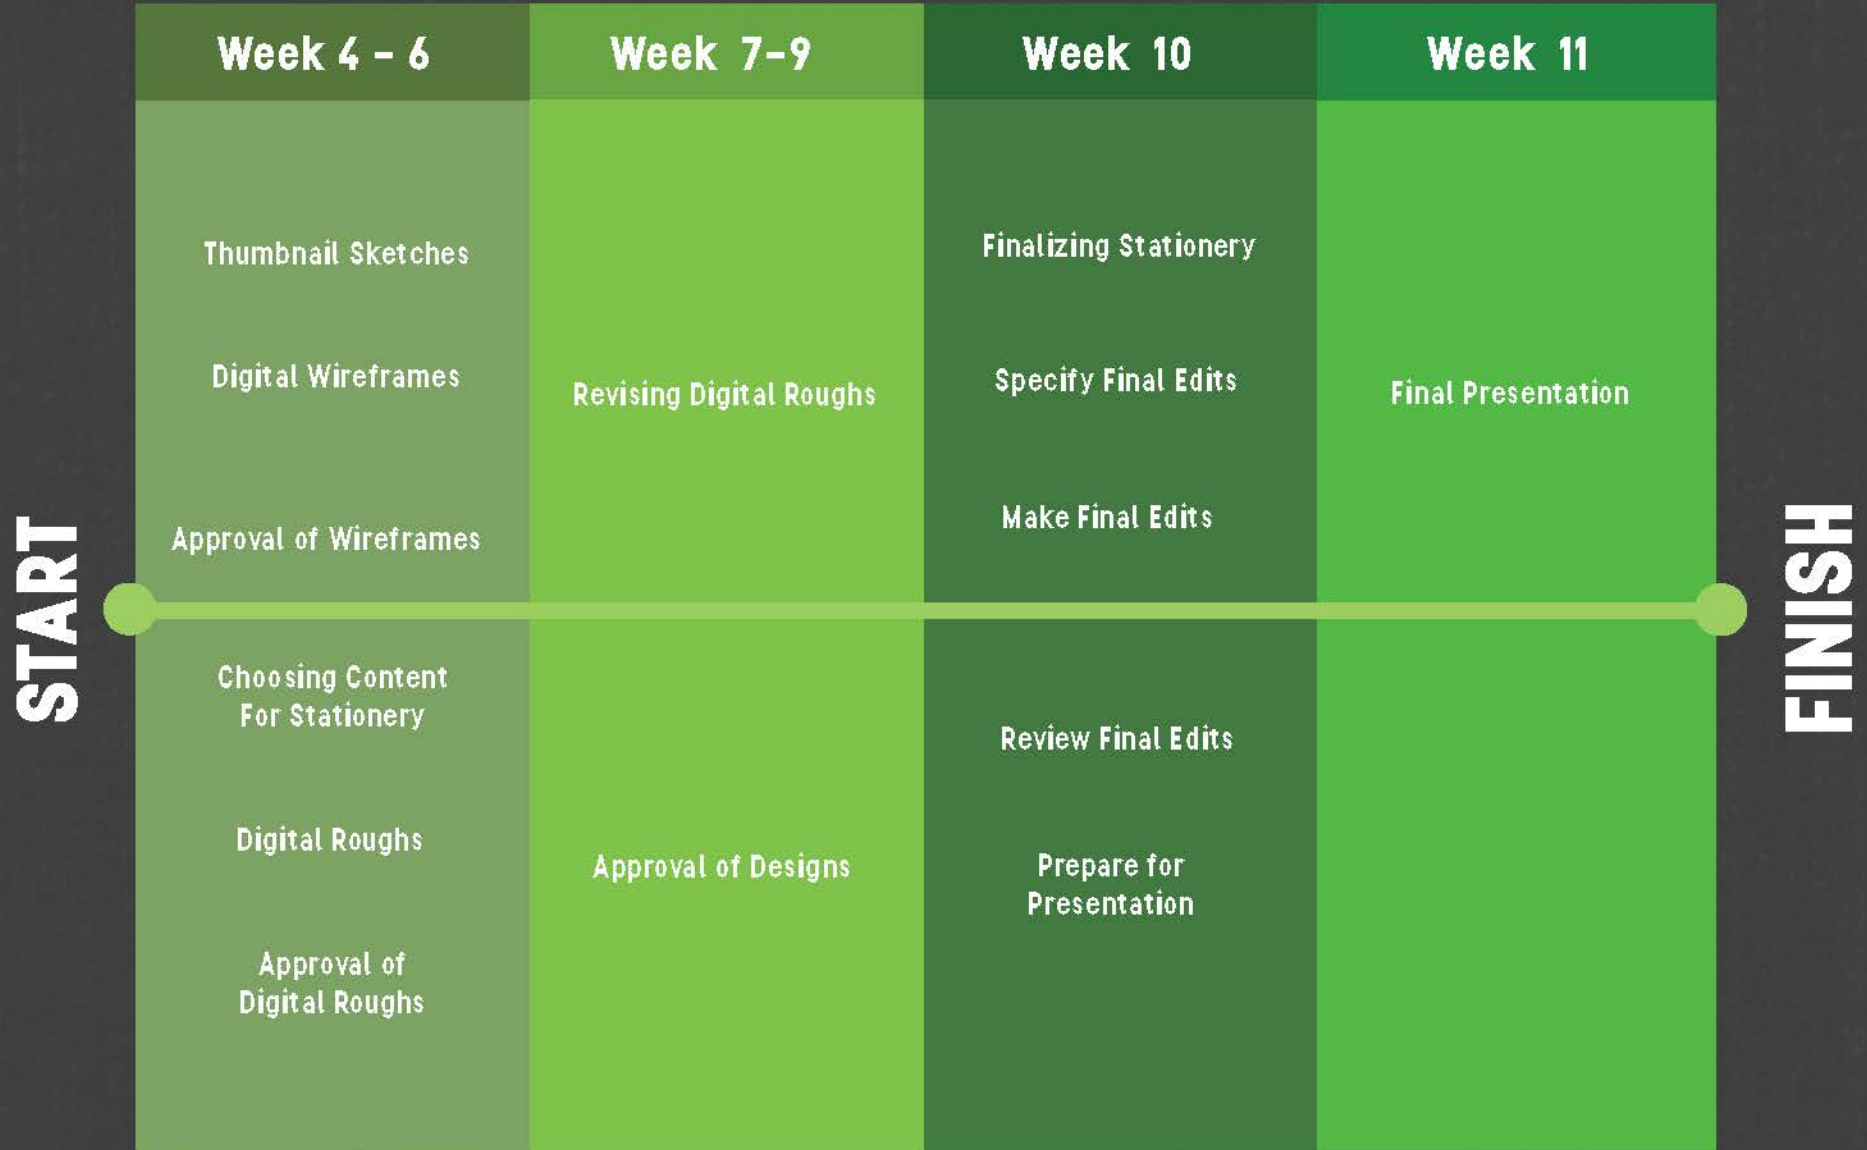 START
Week 4 - 6
Thumbnail Sketches
Digital Wireframes
Approval of Wireframes
Choosing Content
For Stationery
Digital Roughs
Approval of
Digital Roughs
Week 7-9
Revising Digital Roughs
Approval of Designs
Week 10
Finalizing Stationery
Specify Final Edits
Make Final Edits
Review Final Edits
Prepare for
Presentation
Week 11
Final Presentation
FINISH